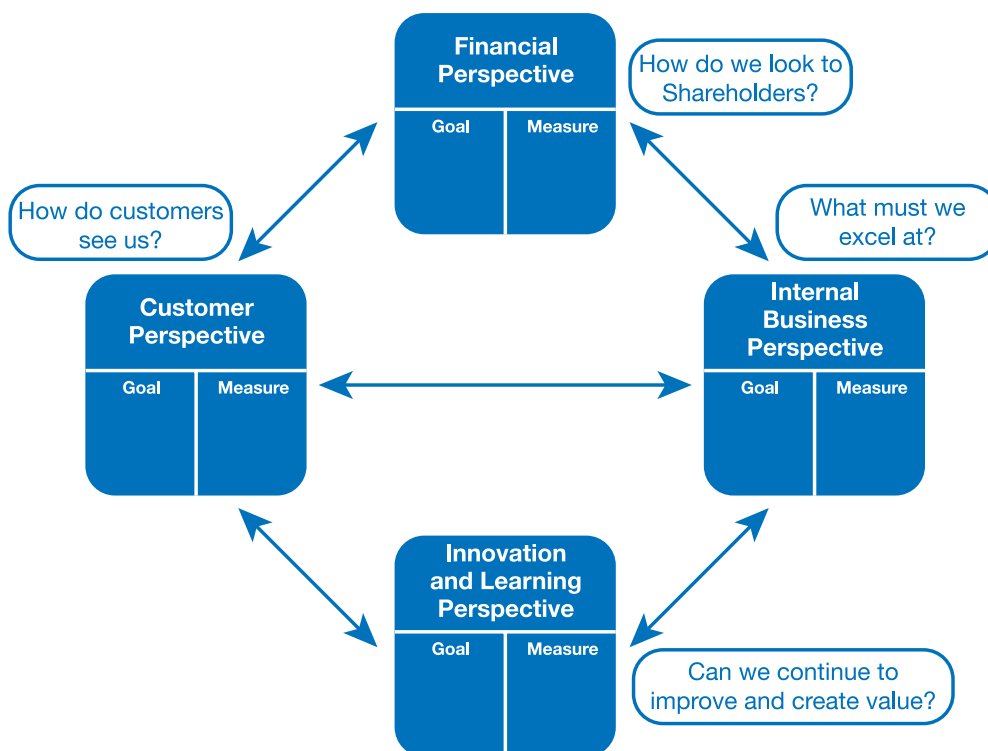 Financial
Perspective
Goal
Measure
How do we look to
Shareholders?
How do customers
see us?
What must we
excel at?
Customer
Perspective
Goal
Measure
Internal
Business
Perspective
Goal
Measure
Innovation
and Learning
Perspective
Goal
Measure
Can we continue to
improve and create value?